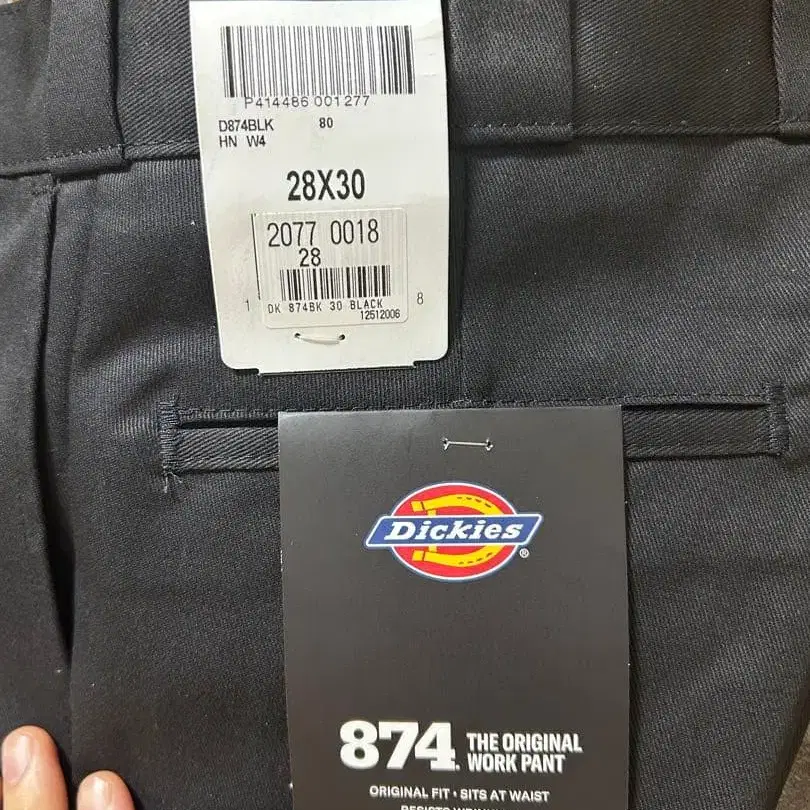 P414486 001277
D874BLK 80
HN W4
28X30
2077 0018
28
1 8
DK 874BK 30 BLACK
12512006
Dickies®
874.
THE ORIGINAL
WORK PANT
ORIGINAL FIT • SITS AT WAIST
RESISTS